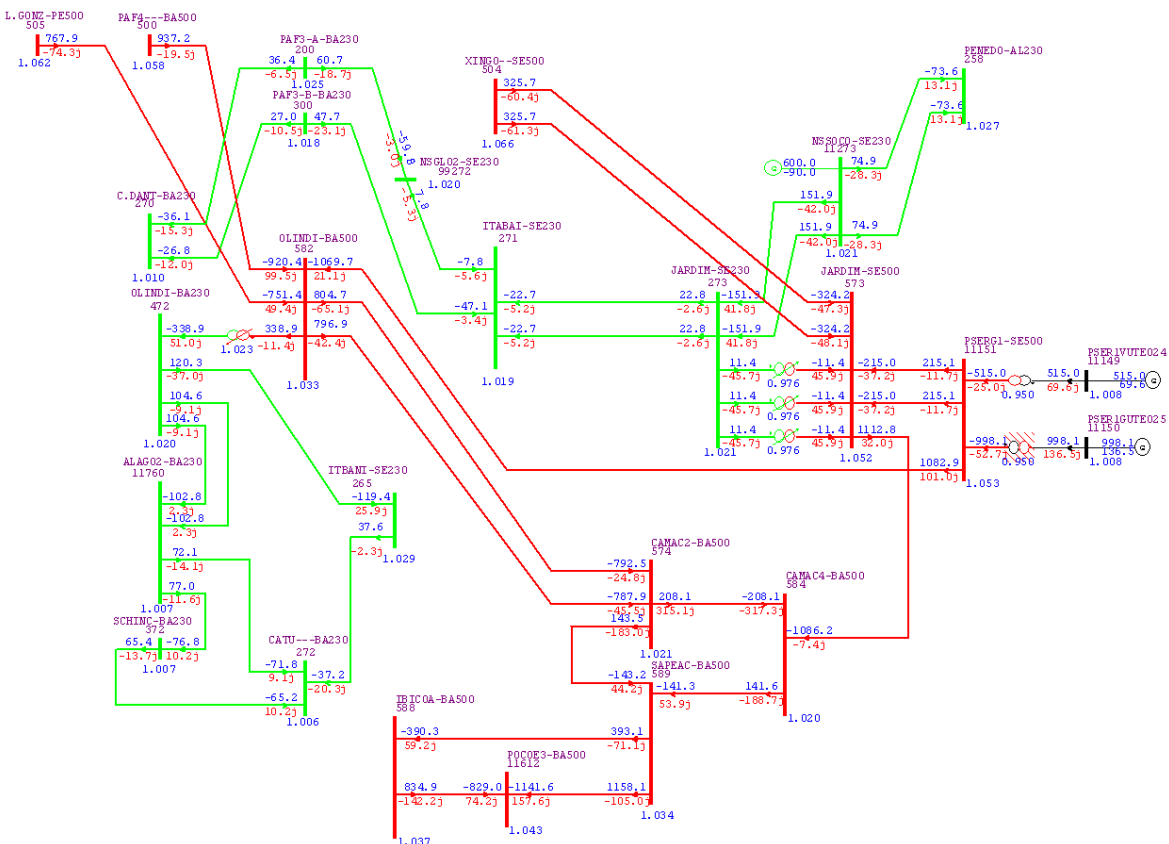 L.GONZ-PE500
505
767.9
-74.3j
1.062
PAF4---BA500
500
937.2
-19.5j
1.058
PAF3-A-BA230
200
36.4 60.7
-6.5j -18.7j
1.025
PAF3-B-BA230
300
27.0 47.7
-10.5j -23.1j
1.018
XINGO--SE500
504
325.7
-60.4j
325.7
-61.3j
1.066
PENEDO-AL230
258
-73.6
13.1j
-73.6
13.1j
1.027
-59.8
-3.0j
NSGLO2-SE230
99272
1.020
7.8
-5.3j
NSSOCO-SE230
11273
600.0
-90.0
74.9
-28.3j
151.9
-42.0j
151.9 74.9
-42.0j -28.3j
1.021
C.DANT-BA230
270
-36.1
-15.3j
-26.8
-12.0j
1.010
OLINDI-BA500
582
-920.4 -1069.7
99.5j 21.1j
-751.4 804.7
49.4j -65.1j
338.9 796.9
-11.4j -42.4j
1.033
ITABAI-SE230
271
-7.8
-5.6j
-47.1 -22.7
-3.4j -5.2j
-22.7
-5.2j
1.019
JARDIM-SE230
273
22.8 -151.9
-2.6j 41.8j
22.8 -151.9
-2.6j 41.8j
11.4
-45.7j
0.976
11.4
-45.7j
0.976
11.4
-45.7j
0.976
1.021
JARDIM-SE500
573
-324.2
-47.3j
-324.2
-48.1j
-11.4 -215.0
45.9j -37.2j
-11.4 -215.0
45.9j -37.2j
-11.4 1112.8
45.9j 32.0j
1.052
PSERG1-SE500
11151
215.1 -515.0
-11.7j -25.0j
215.1
-11.7j
-998.1
-52.7j
1082.9
101.0j
1.053
0.950
0.950
PSER1VUTE024
11149
515.0 515.0
69.6j 69.6
1.008
G
PSER1GUTE025
11150
998.1 998.1
136.5j 136.5
1.008
G
OLINDI-BA230
472
-338.9
51.0j
1.023
120.3
-37.0j
104.6
-9.1j
104.6
-9.1j
1.020
ALAGO2-BA230
11760
-102.8
2.3j
-102.8
2.3j
72.1
-14.1j
77.0
-11.6j
1.007
ITBANI-SE230
265
-119.4
25.9j
37.6
-2.3j
1.029
SCHINC-BA230
372
65.4 -76.8
-13.7j 10.2j
1.007
CATU---BA230
272
-71.8
9.1j
-37.2
-20.3j
-65.2
10.2j
1.006
CAMAC2-BA500
574
-792.5
-24.8j
-787.9 208.1
-45.5j 315.1j
143.5
-183.0j
1.021
CAMAC4-BA500
584
-208.1
-317.3j
-1086.2
-7.4j
141.6
-188.7j
1.020
SAPEAC-BA500
589
-143.2
44.2j
-141.3
53.9j
393.1
-71.1j
1158.1
-105.0j
1.034
IBICOA-BA500
588
-390.3
59.2j
834.9
-142.2j
1.037
POCOE3-BA500
11612
-829.0 -1141.6
74.2j 157.6j
1.043